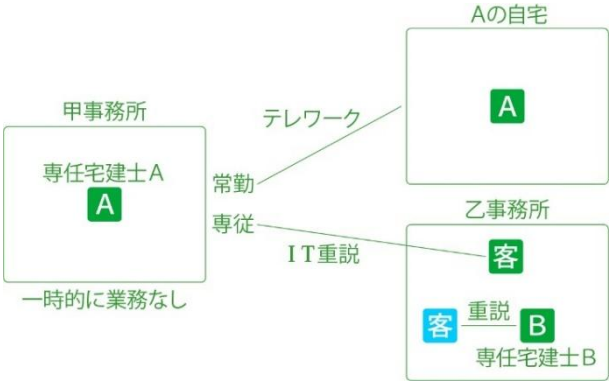 Aの自宅
A
甲事務所
テレワーク
専任宅建士A
A
常勤
専従
乙事務所
IT重説
客
一時的に業務なし
客
重説
B
専任宅建士B